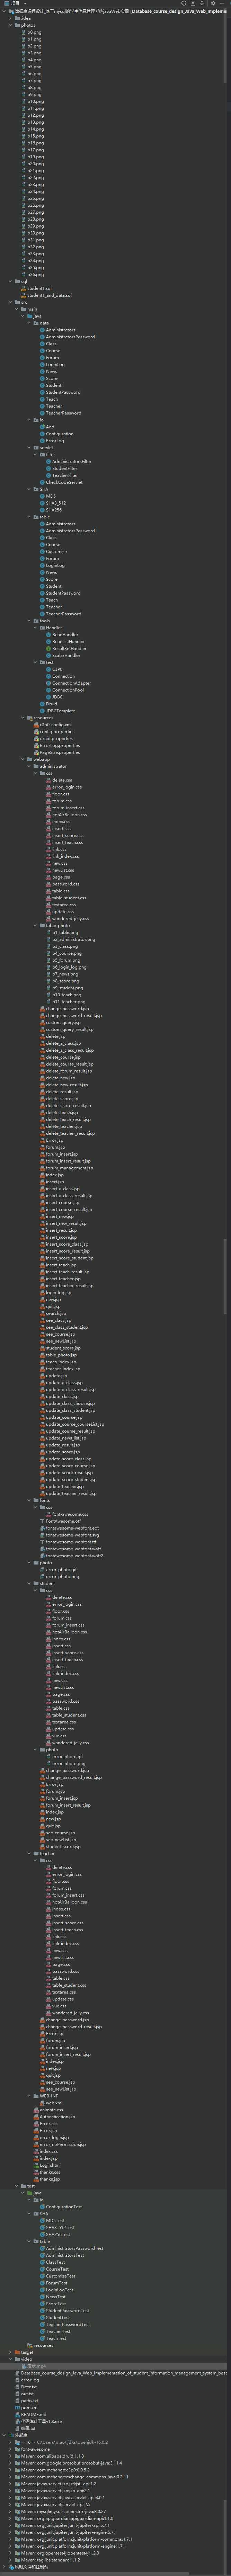 项目
数据库课程设计_基于mysql的学生信息管理系统JavaWeb实现 [Database_course_design_Java_Web_Impleme
.idea
photos
p0.png
p1.png
p2.png
p3.png
p4.png
p5.png
p6.png
p7.png
p8.png
p9.png
p10.png
p11.png
p12.png
p13.png
p14.png
p15.png
p16.png
p17.png
p18.png
p19.png
p20.png
p21.png
p22.png
p23.png
p24.png
p25.png
p26.png
p27.png
p28.png
p29.png
p30.png
p31.png
p32.png
p33.png
p34.png
p35.png
p36.png
sql
student1.sql
student1_and_data.sql
src
main
java
data
Administrators
AdministratorsPassword
Class
Course
Forum
LoginLog
News
Score
Student
StudentPassword
Teach
Teacher
TeacherPassword
io
Add
Configuration
ErrorLog
servlet
filter
AdministratorsFilter
StudentFilter
TeacherFilter
CheckCodeServlet
SHA
MD5
SHA3_512
SHA256
table
Administrators
AdministratorsPassword
Class
Course
Customize
Forum
LoginLog
News
Score
Student
StudentPassword
Teach
Teacher
TeacherPassword
tools
Handler
BeanHandler
BeanListHandler
ResultSetHandler
ScalarHandler
test
C3P0
Connection
ConnectionAdapter
ConnectionPool
JDBC
Druid
JDBCTemplate
resources
c3p0-config.xml
config.properties
druid.properties
ErrorLog.properties
PageSize.properties
webapp
administrator
css
delete.css
error_login.css
floor.css
forum.css
forum_insert.css
hotAirBalloon.css
index.css
insert.css
insert_score.css
insert_teach.css
link.css
link_index.css
new.css
newList.css
page.css
password.css
table.css
table_student.css
textarea.css
update.css
wandered_jelly.css
table_photo
p1_table.png
p2_administrator.png
p3_class.png
p4_course.png
p5_forum.png
p6_login_log.png
p7_news.png
p8_score.png
p9_student.png
p10_teach.png
p11_teacher.png
change_password.jsp
change_password_result.jsp
custom_query.jsp
custom_query_result.jsp
delete.jsp
delete_a_class.jsp
delete_a_class_result.jsp
delete_course.jsp
delete_course_result.jsp
delete_forum_result.jsp
delete_new.jsp
delete_new_result.jsp
delete_result.jsp
delete_score.jsp
delete_score_result.jsp
delete_teach.jsp
delete_teach_result.jsp
delete_teacher.jsp
delete_teacher_result.jsp
Error.jsp
forum.jsp
forum_insert.jsp
forum_insert_result.jsp
forum_management.jsp
index.jsp
insert.jsp
insert_a_class.jsp
insert_a_class_result.jsp
insert_course.jsp
insert_course_result.jsp
insert_new.jsp
insert_new_result.jsp
insert_result.jsp
insert_score.jsp
insert_score_class.jsp
insert_score_result.jsp
insert_score_student.jsp
insert_teach.jsp
insert_teach_result.jsp
insert_teacher.jsp
insert_teacher_result.jsp
login_log.jsp
new.jsp
quit.jsp
search.jsp
see_class.jsp
see_class_student.jsp
see_course.jsp
see_newList.jsp
student_score.jsp
table_photo.jsp
teach_index.jsp
teacher_index.jsp
update.jsp
update_a_class.jsp
update_a_class_result.jsp
update_class.jsp
update_class_choose.jsp
update_class_student.jsp
update_course.jsp
update_course_courseList.jsp
update_course_result.jsp
update_news_list.jsp
update_result.jsp
update_score.jsp
update_score_class.jsp
update_score_course.jsp
update_score_result.jsp
update_score_student.jsp
update_teacher.jsp
update_teacher_result.jsp
fonts
css
font-awesome.css
FontAwesome.otf
fontawesome-webfont.eot
fontawesome-webfont.svg
fontawesome-webfont.ttf
fontawesome-webfont.woff
fontawesome-webfont.woff2
photo
error_photo.gif
error_photo.png
student
css
delete.css
error_login.css
floor.css
forum.css
forum_insert.css
hotAirBalloon.css
index.css
insert.css
insert_score.css
insert_teach.css
link.css
link_index.css
new.css
newList.css
page.css
password.css
table.css
table_student.css
textarea.css
update.css
vue.css
wandered_jelly.css
photo
error_photo.gif
error_photo.png
change_password.jsp
change_password_result.jsp
Error.jsp
forum.jsp
forum_insert.jsp
forum_insert_result.jsp
index.jsp
new.jsp
quit.jsp
see_course.jsp
see_newList.jsp
student_score.jsp
teacher
css
delete.css
error_login.css
floor.css
forum.css
forum_insert.css
hotAirBalloon.css
index.css
insert.css
insert_score.css
insert_teach.css
link.css
link_index.css
new.css
newList.css
page.css
password.css
table.css
table_student.css
textarea.css
update.css
vue.css
wandered_jelly.css
change_password.jsp
change_password_result.jsp
Error.jsp
forum.jsp
forum_insert.jsp
forum_insert_result.jsp
index.jsp
new.jsp
quit.jsp
see_course.jsp
see_newList.jsp
WEB-INF
web.xml
animate.css
Authentication.jsp
Error.css
Error.jsp
error_login.jsp
error_noPermission.jsp
index.css
index.jsp
Login.html
thanks.css
thanks.jsp
test
java
io
ConfigurationTest
SHA
MD5Test
SHA3_512Test
SHA256Test
table
AdministratorsPasswordTest
AdministratorsTest
ClassTest
CourseTest
CustomizeTest
ForumTest
LoginLogTest
NewsTest
ScoreTest
StudentPasswordTest
StudentTest
TeacherPasswordTest
TeacherTest
TeachTest
resources
target
video
Database_course_design_Java_Web_Implementation_of_student_information_management_system_bas
error.log
filter.txt
out.txt
paths.txt
pom.xml
README.md
代码统计工具v1.3.exe
结果.txt
外部库
font-awesome
Maven: com.alibaba:druid:1.1.8
Maven: com.google.protobuf:protobuf-java:3.11.4
Maven: com.mchange:c3p0:0.9.5.2
Maven: com.mchange:mchange-commons-java:0.2.11
Maven: javax.servlet.jsp.jstl:jstl-api:1.2
Maven: javax.servlet.jsp:jsp-api:2.1
Maven: javax.servlet:javax.servlet-api:4.0.1
Maven: javax.servlet:servlet-api:2.5
Maven: mysql:mysql-connector-java:8.0.27
Maven: org.apiguardian:apiguardian-api:1.1.0
Maven: org.junit.jupiter:junit-jupiter-api:5.7.1
Maven: org.junit.jupiter:junit-jupiter-engine:5.7.1
Maven: org.junit.platform:junit-platform-commons:1.7.1
Maven: org.junit.platform:junit-platform-engine:1.7.1
Maven: org.opentest4j:opentest4j:1.2.0
Maven: taglibs:standard:1.1.2
临时文件和控制台